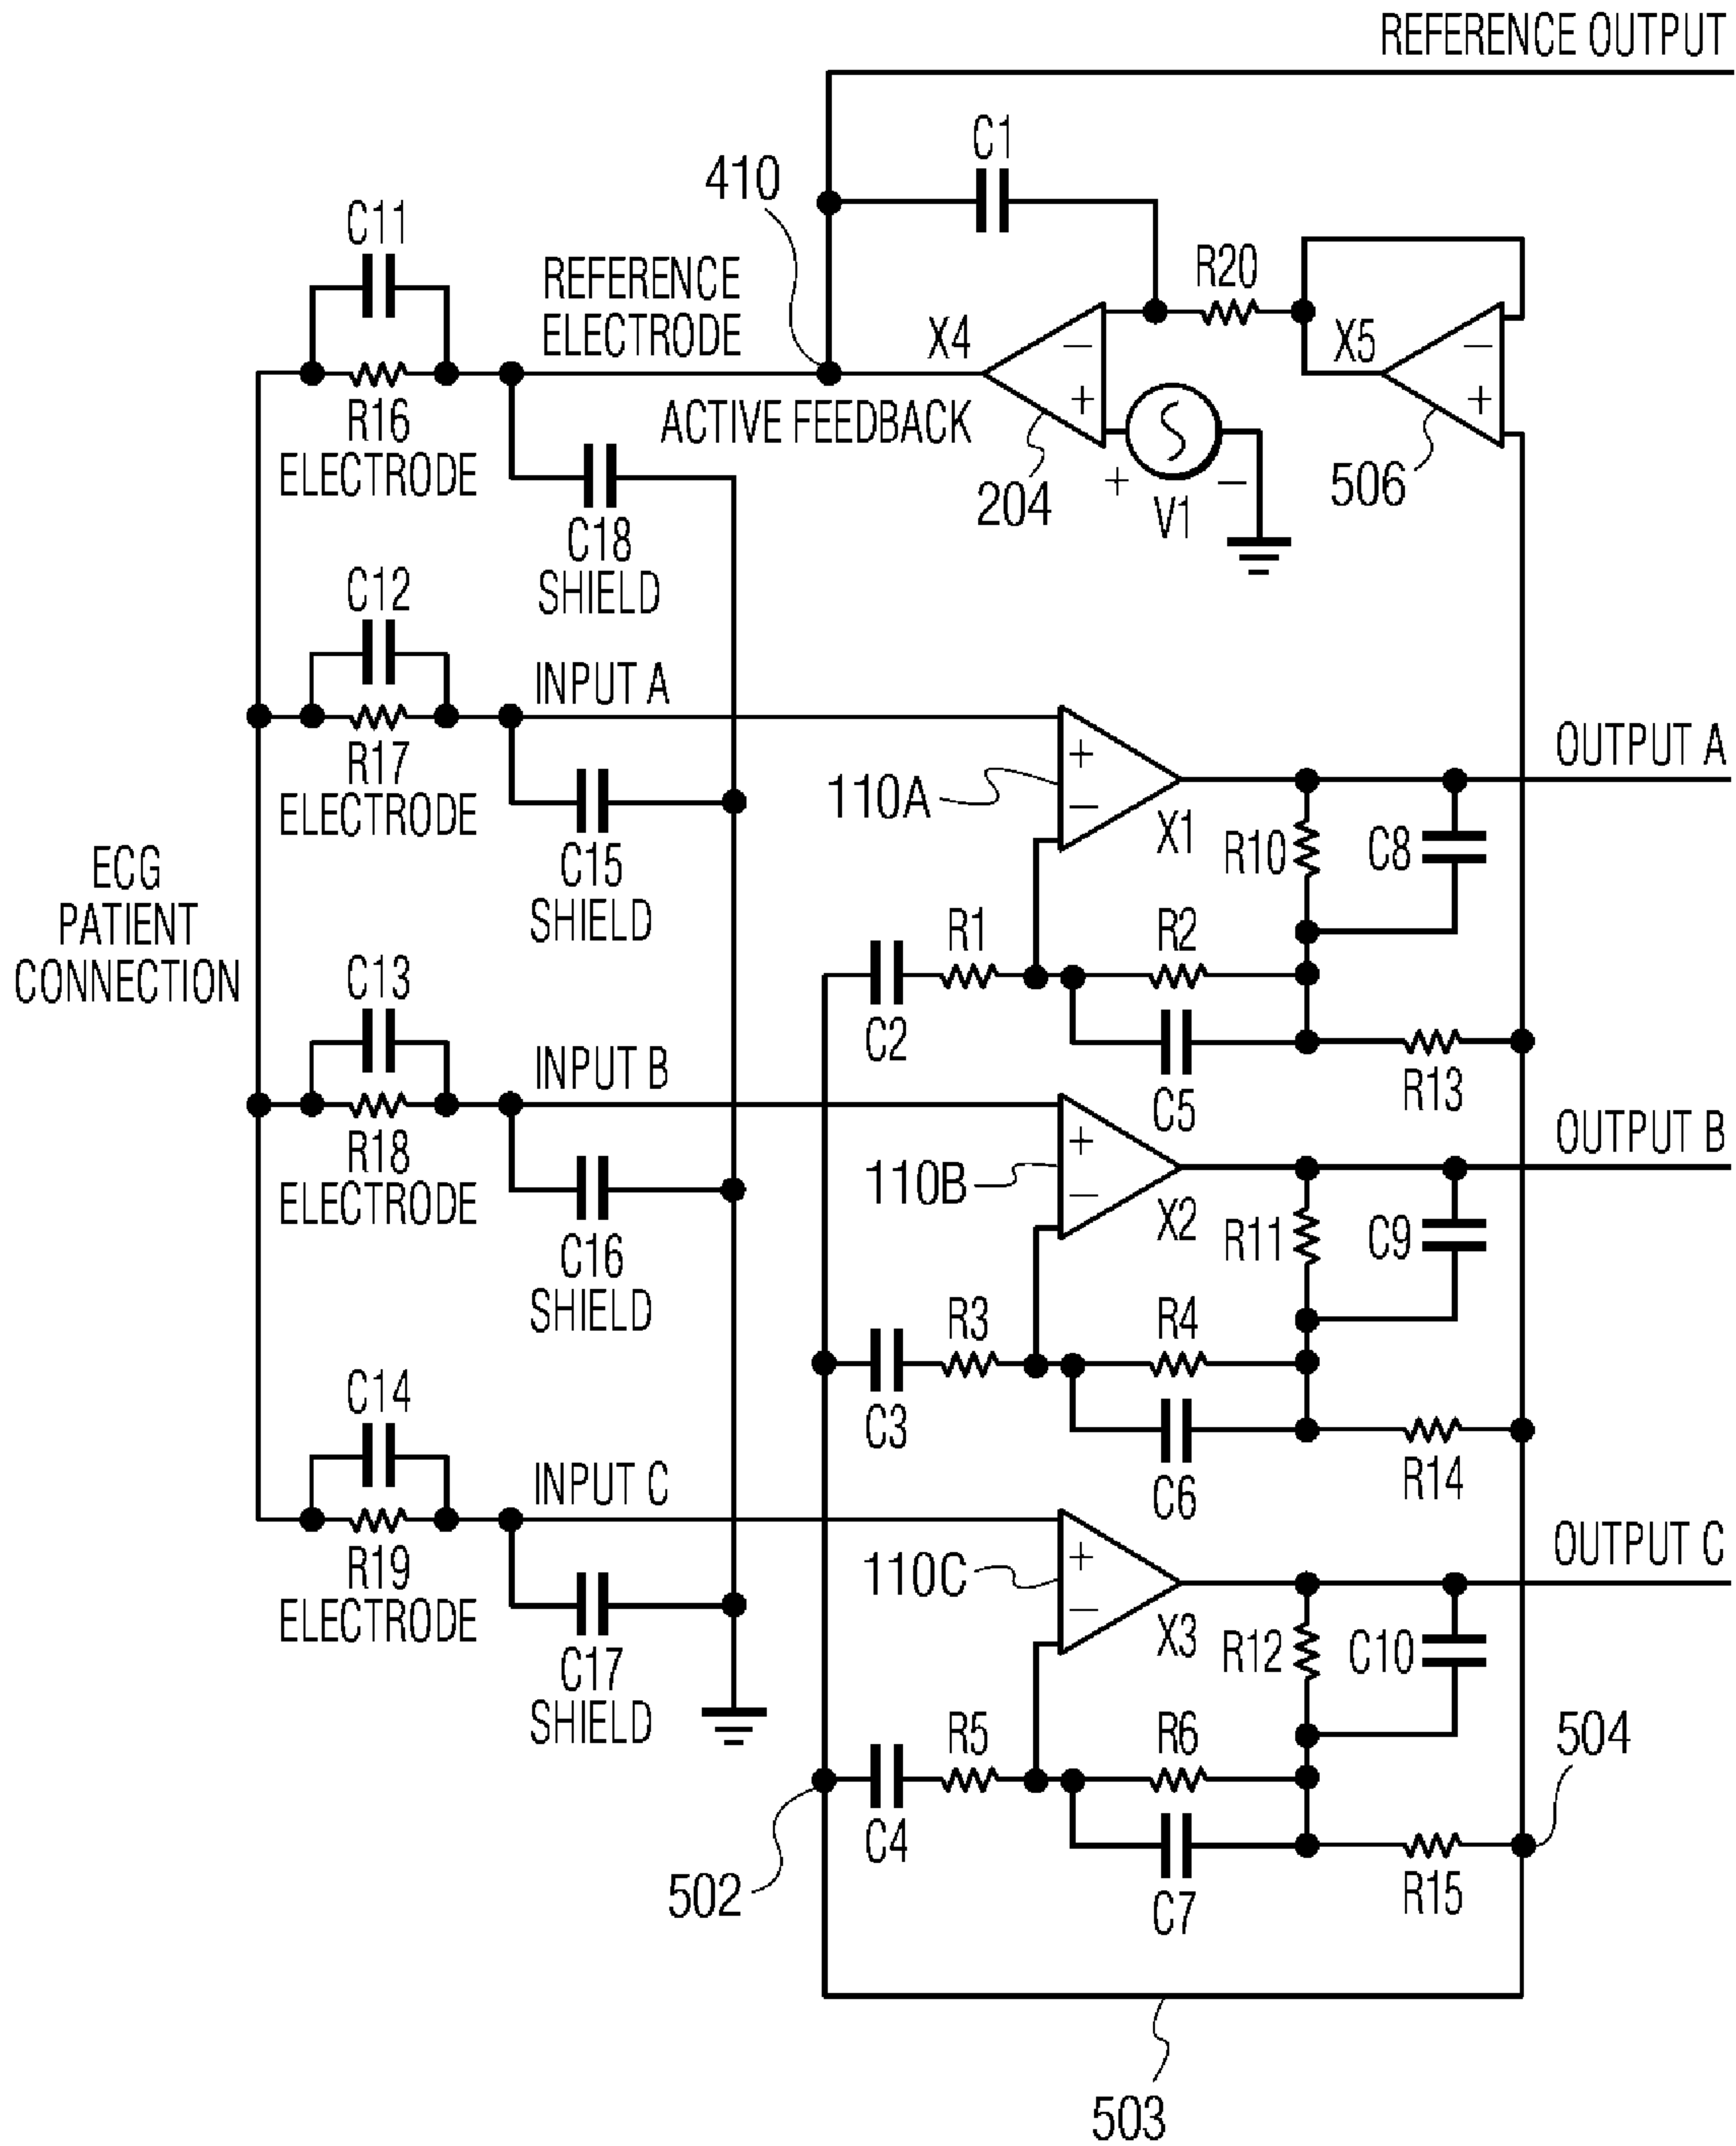 REFERENCE OUTPUT
C1
410
C11
R20
REFERENCE
ELECTRODE
X4
X5
−
+
−
+
R16
ELECTRODE
ACTIVE FEEDBACK
204
+
−
V1
506
C18
SHIELD
C12
INPUT A
R17
ELECTRODE
C15
SHIELD
110A
+
−
X1
R10
C8
OUTPUT A
ECG
PATIENT
CONNECTION
C2
R1
R2
C5
R13
C13
INPUT B
R18
ELECTRODE
C16
SHIELD
110B
+
−
X2
R11
C9
OUTPUT B
C3
R3
R4
C6
R14
C14
INPUT C
R19
ELECTRODE
C17
SHIELD
110C
+
−
X3
R12
C10
OUTPUT C
C4
R5
R6
C7
R15
502
504
503